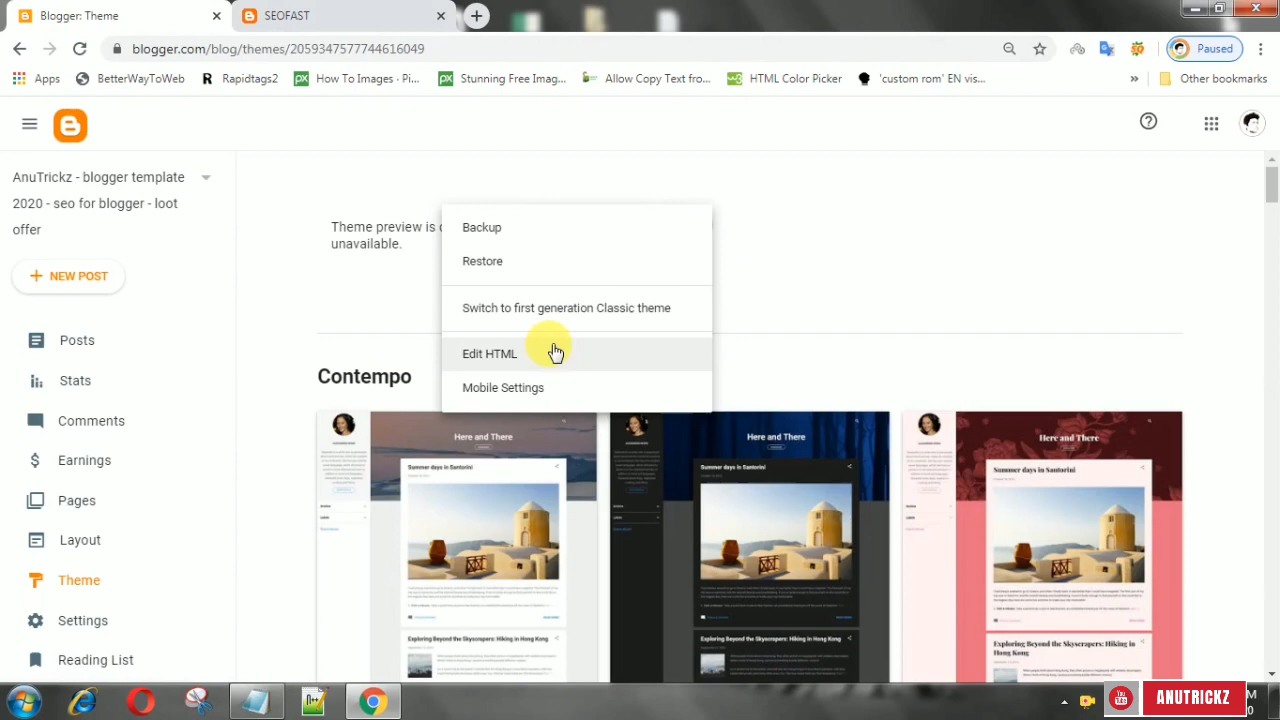 Blogger: Theme
SEOFAST
blogger.com/blog/themes/2059347577744616049
Paused
Apps
BetterWayToWeb
Rapidtags2
How To Images - Pi...
Stunning Free Imag...
Allow Copy Text fro...
HTML Color Picker
'custom rom' EN vis...
»
Other bookmarks
AnuTrickz - blogger template
2020 - seo for blogger - loot
offer
+ NEW POST
Posts
Stats
Comments
Earnings
Pages
Layout
Theme
Settings
Reading List
Theme preview is
unavailable.
Backup
Restore
Switch to first generation Classic theme
Edit HTML
Mobile Settings
Contempo
Here and There
Summer days in Santorini
Exploring Beyond the Skyscrapers: Hiking in Hong Kong
Here and There
Summer days in Santorini
Exploring Beyond the Skyscrapers: Hiking in Hong Kong
Here and There
Summer days in Santorini
Exploring Beyond the Skyscrapers: Hiking in
Hong Kong
You
Tube
ANUTRICKZ